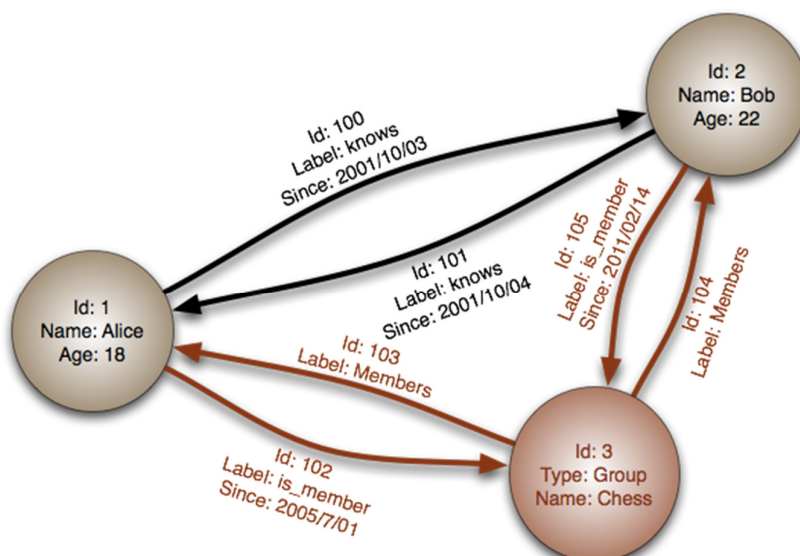 Id: 2
Name: Bob
Age: 22
Id: 100
Label: knows
Since: 2001/10/03
Id: 105
Label: is_member
Since: 2011/02/14
Id: 101
Label: knows
Since: 2001/10/04
Id: 104
Label: Members
Id: 1
Name: Alice
Age: 18
Id: 103
Label: Members
Id: 102
Label: is_member
Since: 2005/7/01
Id: 3
Type: Group
Name: Chess